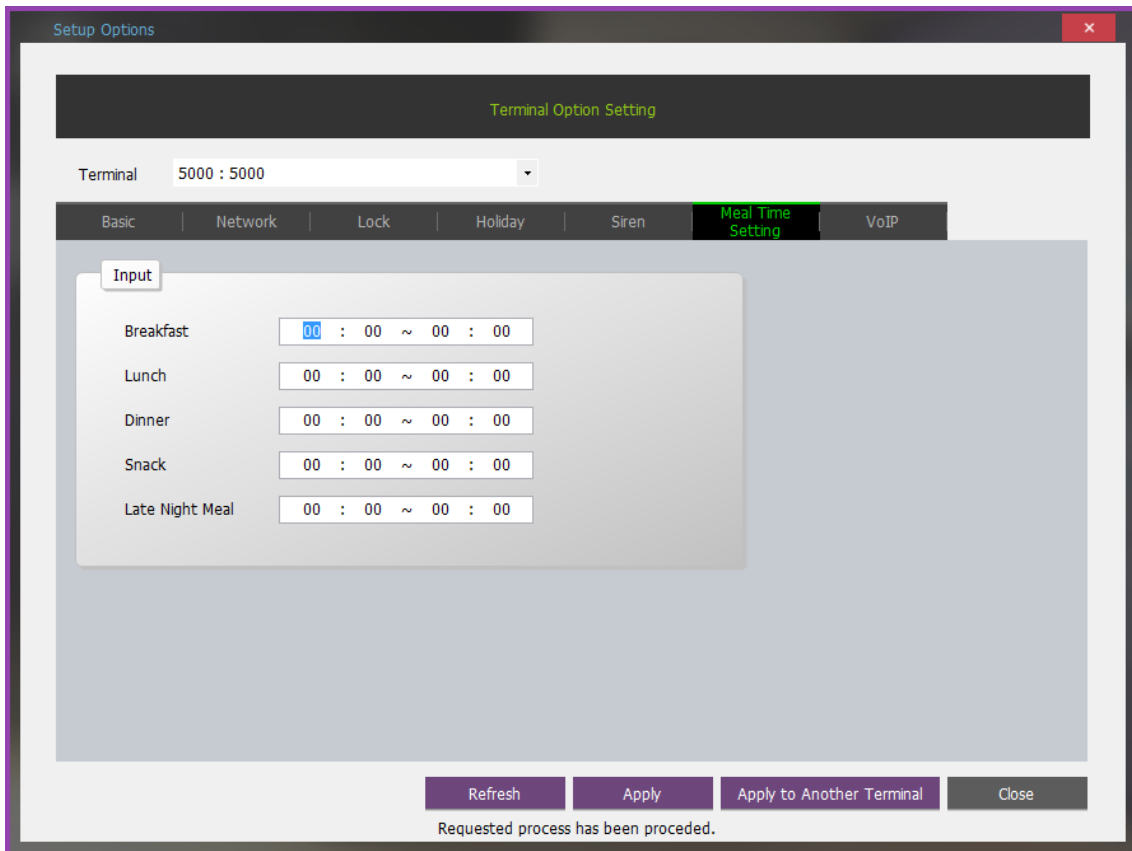 Setup Options
×
Terminal Option Setting
Terminal 5000 : 5000
Basic Network Lock Holiday Siren Meal Time Setting VoIP
Input
Breakfast 00 : 00 ~ 00 : 00
Lunch 00 : 00 ~ 00 : 00
Dinner 00 : 00 ~ 00 : 00
Snack 00 : 00 ~ 00 : 00
Late Night Meal 00 : 00 ~ 00 : 00
Refresh Apply Apply to Another Terminal Close
Requested process has been proceded.